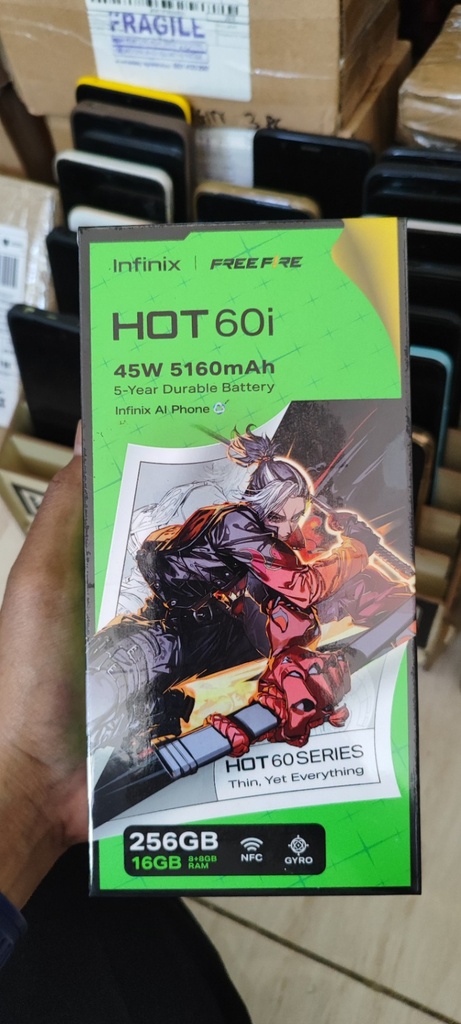 FRAGILE
Infinix | FREE FIRE
HOT 60i
45W 5160mAh
5-Year Durable Battery
Infinix AI Phone
HOT 60 SERIES
Thin, Yet Everything
256GB
16GB 8+8GB RAM
NFC
GYRO